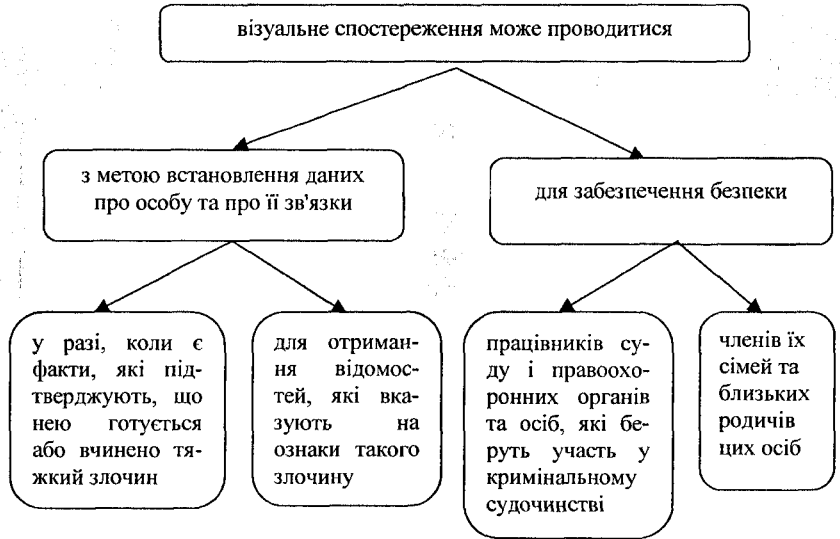 візуальне спостереження може проводитися
з метою встановлення даних
про особу та про її зв'язки
для забезпечення безпеки
у разі, коли є
факти, які під-
тверджують, що
нею готується
або вчинено тя-
жкий злочин
для отриман-
ня відомос-
тей, які вка-
зують на
ознаки такого
злочину
працівників су-
ду і правоохо-
ронних органів
та осіб, які бе-
руть участь у
кримінальному
судочинстві
членів їх
сімей та
близьких
родичів
цих осіб